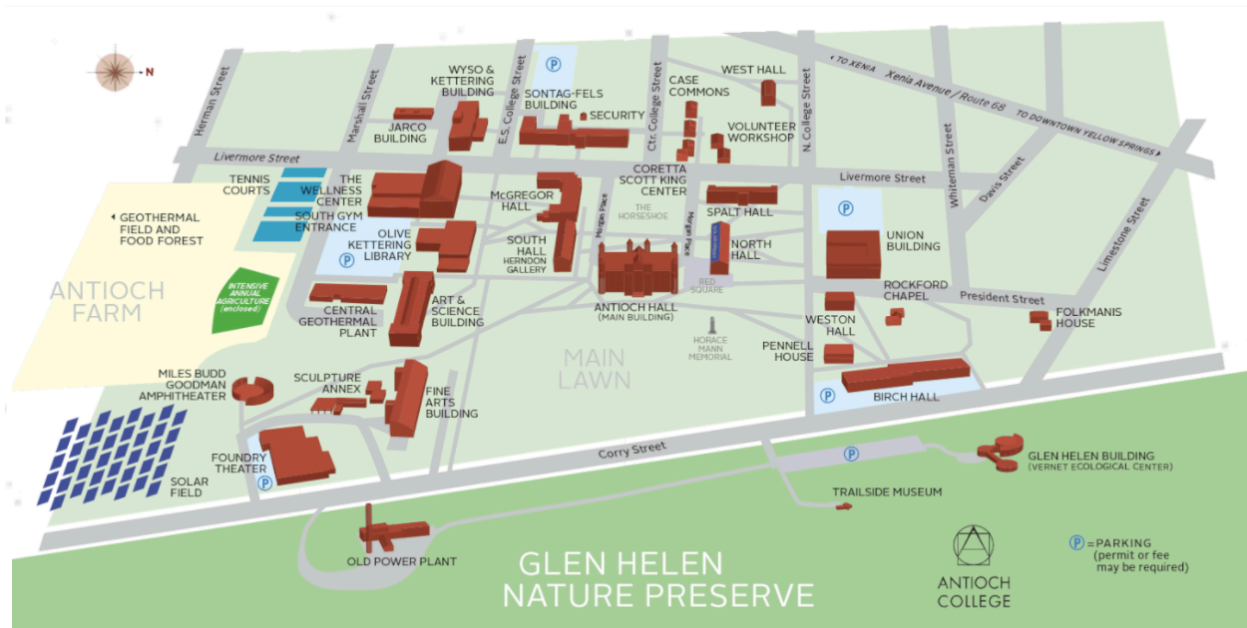 N
Herman Street
Marshall Street
E.S. College Street
Ctr. College Street
N. College Street
Whiteman Street
Davis Street
Limestone Street
TO XENIA
Xenia Avenue / Route 68
TO DOWNTOWN YELLOW SPRINGS
WYSO &
KETTERING
BUILDING
JARCO
BUILDING
P
SONTAG-FELS
BUILDING
SECURITY
CASE
COMMONS
WEST HALL
VOLUNTEER
WORKSHOP
Livermore Street
Livermore Street
TENNIS
COURTS
THE
WELLNESS
CENTER
SOUTH GYM
ENTRANCE
McGREGOR
HALL
CORETTA
SCOTT KING
CENTER
SPALT HALL
THE
HORSESHOE
Morgan Place
Morgan Place
P
GEOTHERMAL
FIELD AND
FOOD FOREST
P
OLIVE
KETTERING
LIBRARY
SOUTH
HALL
HERNDON
GALLERY
NORTH
HALL
UNION
BUILDING
ANTIOCH
FARM
INTENSIVE
ANNUAL
AGRICULTURE
(enclosed)
CENTRAL
GEOTHERMAL
PLANT
ART &
SCIENCE
BUILDING
ANTIOCH HALL
(MAIN BUILDING)
RED
SQUARE
ROCKFORD
CHAPEL
President Street
WESTON
HALL
FOLKMANIS
HOUSE
HORACE
MANN
MEMORIAL
PENNELL
HOUSE
MAIN
LAWN
MILES BUDD
GOODMAN
AMPHITHEATER
SCULPTURE
ANNEX
FINE
ARTS
BUILDING
P
BIRCH HALL
FOUNDRY
THEATER
P
SOLAR
FIELD
Corry Street
P
GLEN HELEN BUILDING
(VERNET ECOLOGICAL CENTER)
TRAILSIDE MUSEUM
OLD POWER PLANT
GLEN HELEN
NATURE PRESERVE
ANTIOCH
COLLEGE
P =PARKING
(permit or fee
may be required)